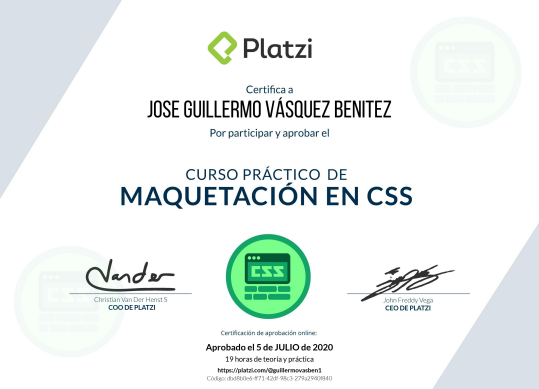 Platzi
Certifica a
JOSE GUILLERMO VÁSQUEZ BENITEZ
Por participar y aprobar el
CURSO PRÁCTICO DE
MAQUETACIÓN EN CSS
CSS
Christian Van Der Henst S
COO DE PLATZI
John Freddy Vega
CEO DE PLATZI
Certificación de aprobación online:
Aprobado el 5 de JULIO de 2020
19 horas de teoría y práctica
https://platzi.com/@guillermovasben1
Código: